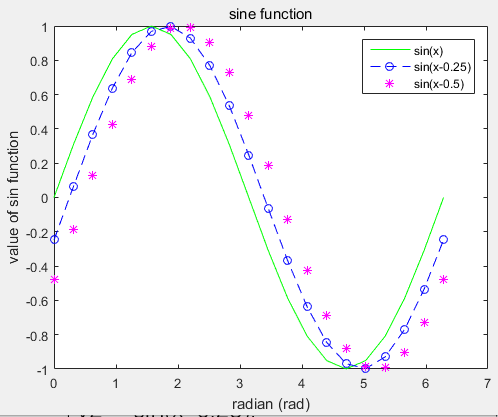 sine function
sin(x)
sin(x-0.25)
sin(x-0.5)
value of sin function
1
0.8
0.6
0.4
0.2
0
-0.2
-0.4
-0.6
-0.8
-1
0 1 2 3 4 5 6 7
radian (rad)